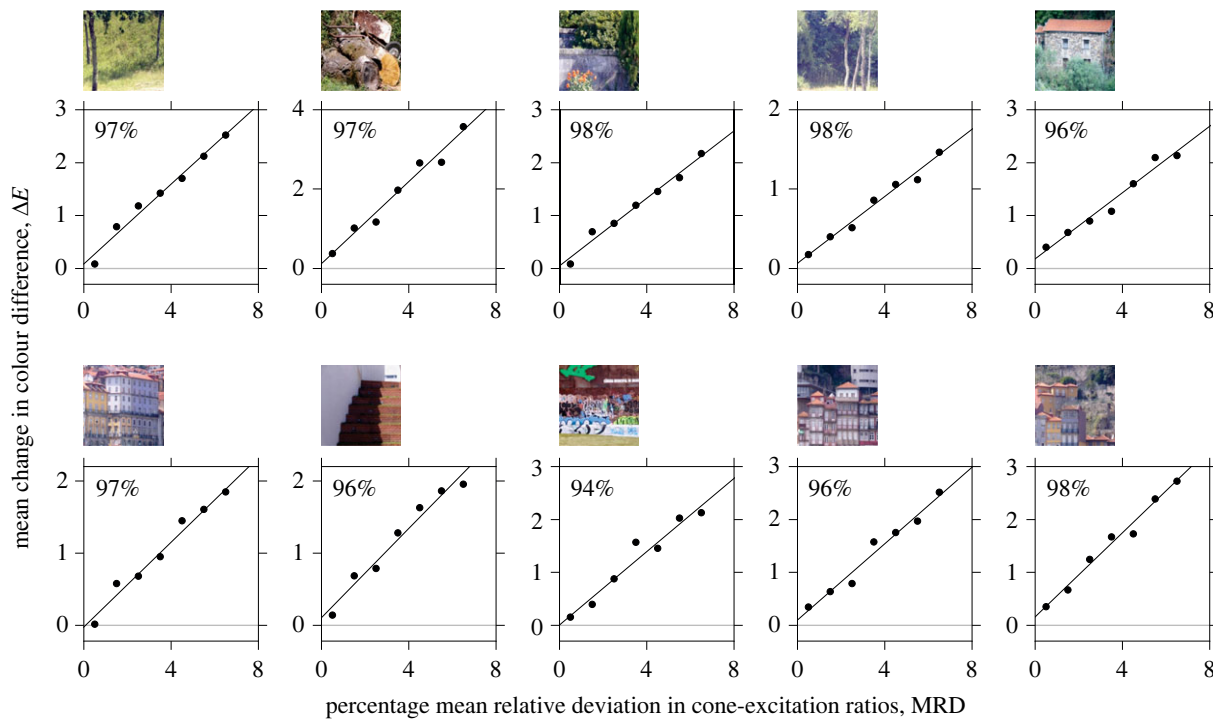 3 4 3 2 3
97% 97% 98% 98% 96%
2 2 2
2 1
1 1 1
0 0 0 0 0
0 4 8 0 4 8 0 4 8 0 4 8 0 4 8
mean change in colour difference, ΔE
3 3 3
2 97% 2 96% 94% 96% 98%
2 2 2
1 1 1 1 1
0 0 0 0 0
0 4 8 0 4 8 0 4 8 0 4 8 0 4 8
percentage mean relative deviation in cone-excitation ratios, MRD